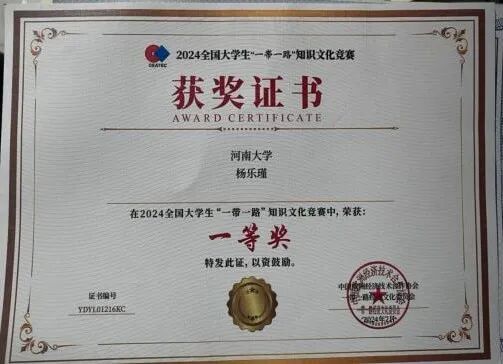 CEATEC
2024全国大学生“一带一路”知识文化竞赛
获奖证书
AWARD CERTIFICATE
河南大学
杨乐瑾
在2024全国大学生“一带一路”知识文化竞赛中,荣获:
一等奖
特发此证,以资鼓励。
证书编号
YDYL01216KC